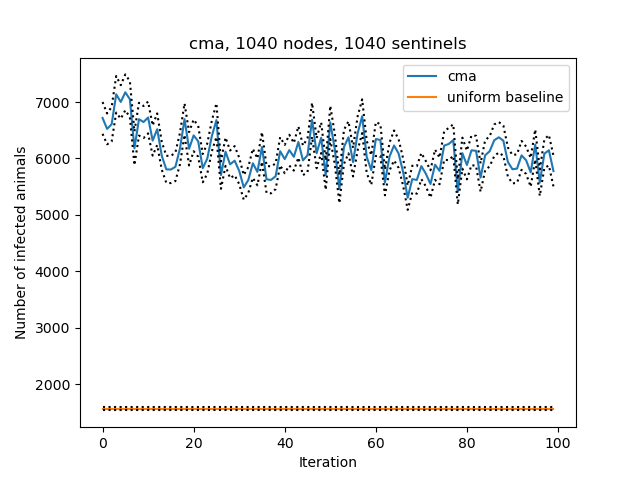 cma, 1040 nodes, 1040 sentinels
cma
uniform baseline
Number of infected animals
7000
6000
5000
4000
3000
2000
0
20
40
60
80
100
Iteration